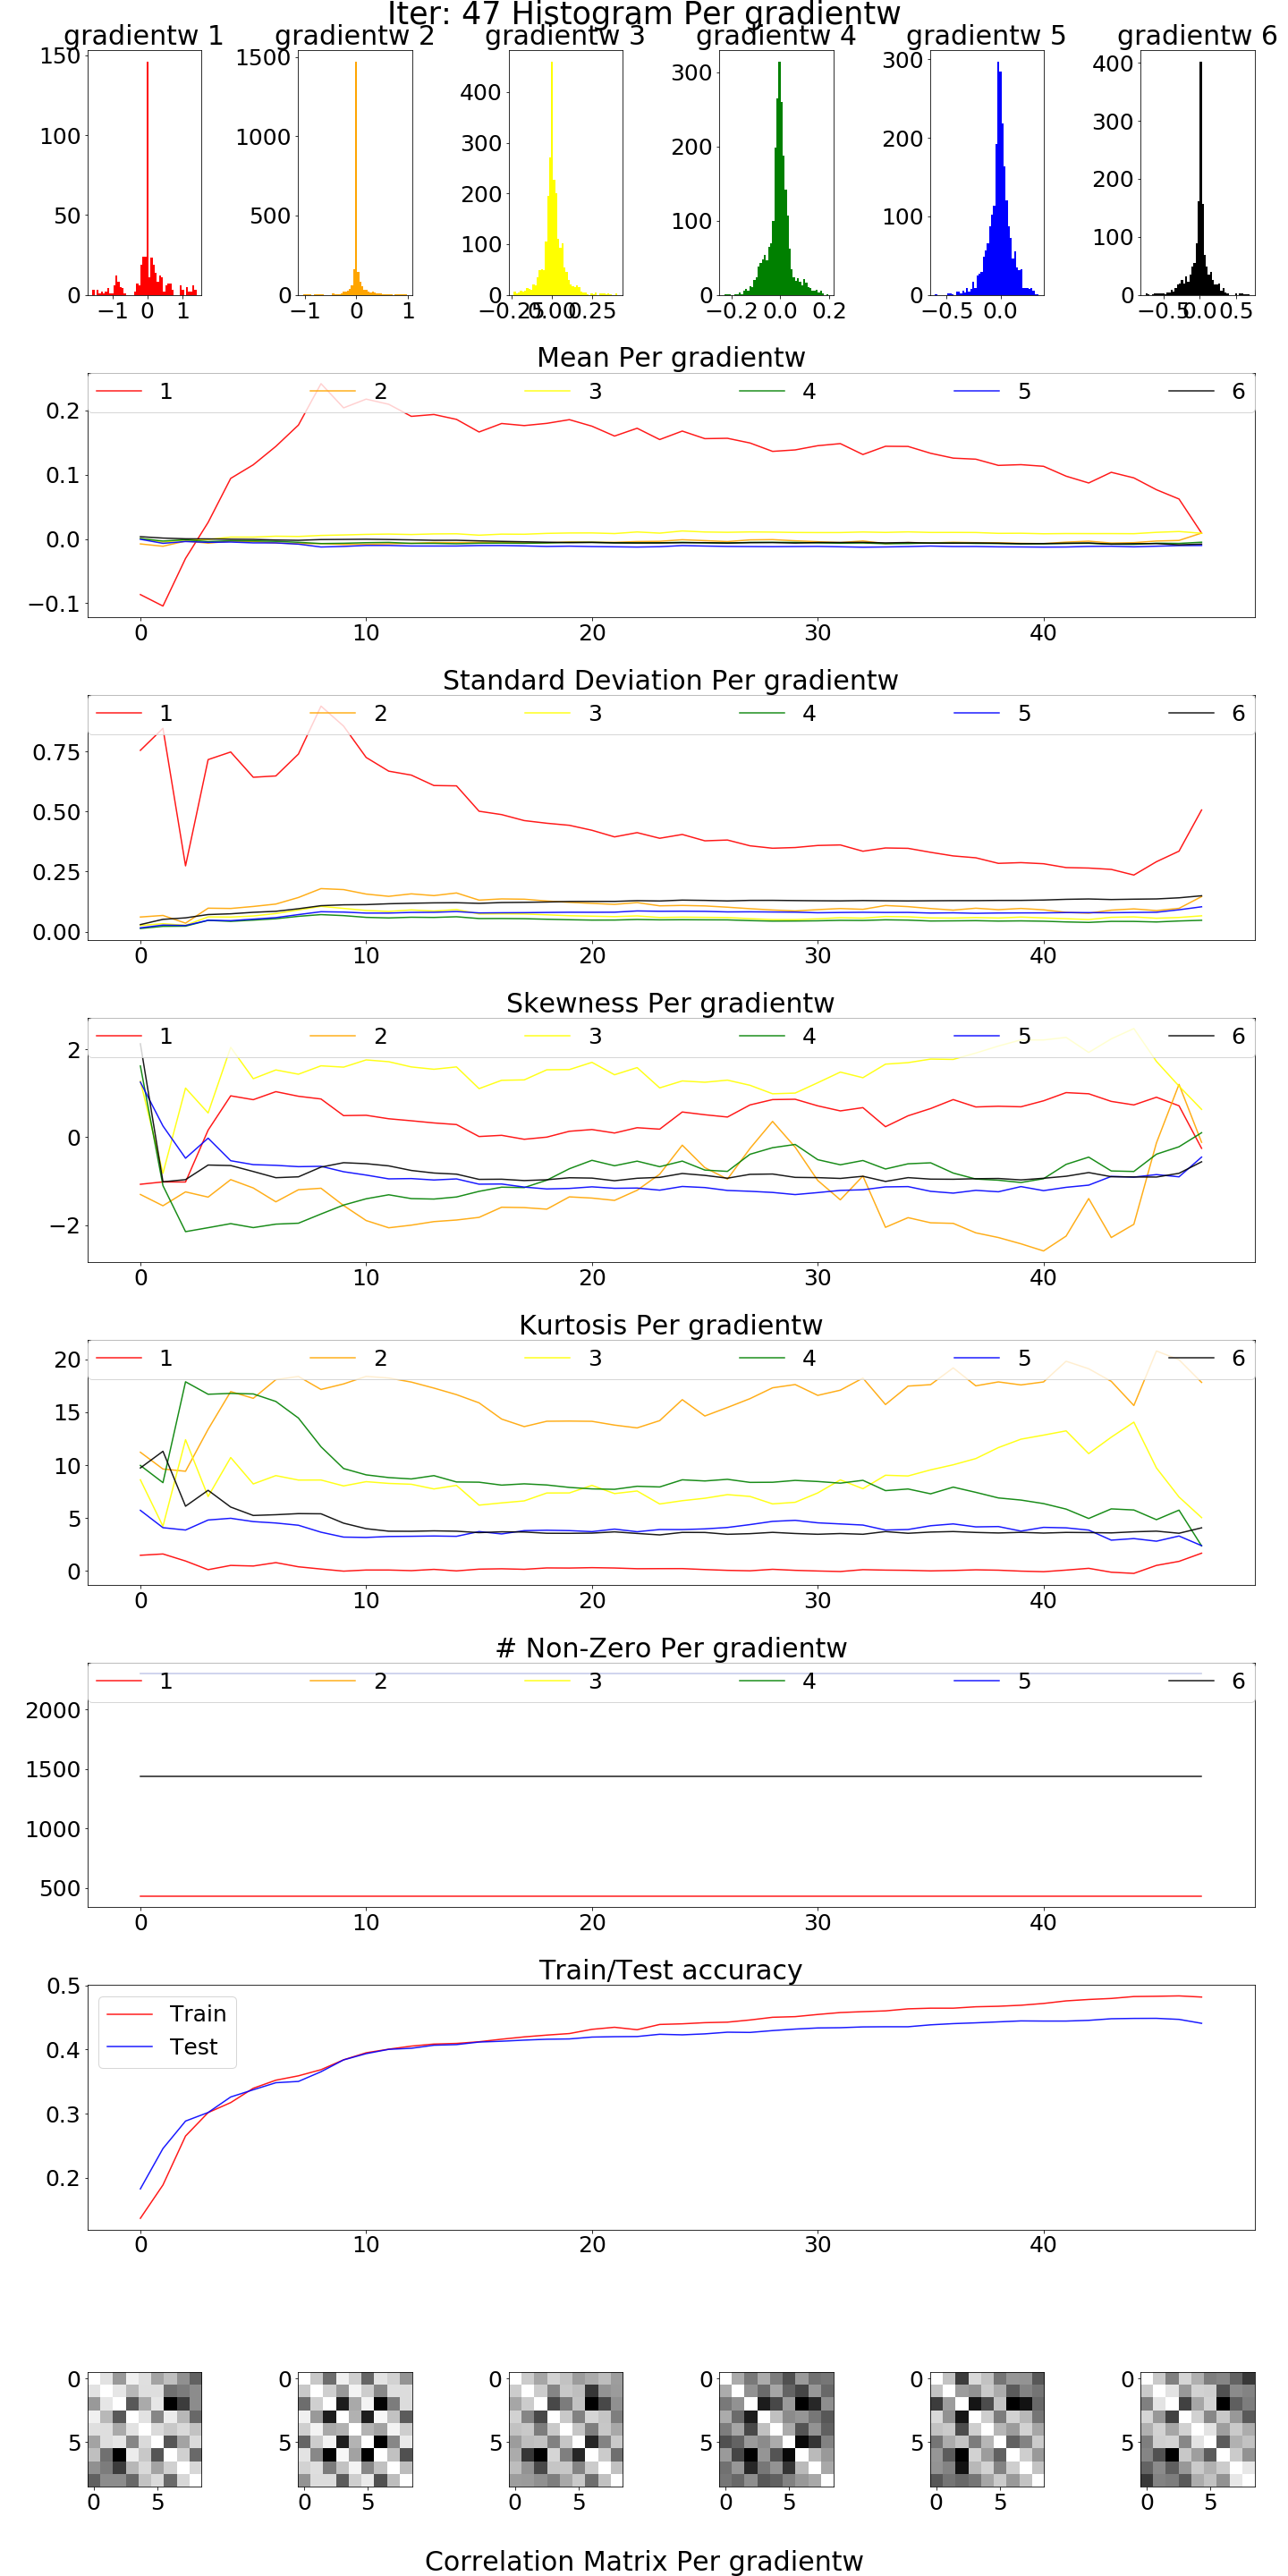 Iter: 47 Histogram Per gradientw
gradientw 1 gradientw 2 gradientw 3 gradientw 4 gradientw 5 gradientw 6
150 100 50 0 −1 0 1
1500 1000 500 0 −1 0 1
400 300 200 100 0 −0.25 0.00 0.25
300 200 100 0 −0.2 0.0 0.2
300 200 100 0 −0.5 0.0
400 300 200 100 0 −0.5 0.0 0.5
Mean Per gradientw
1 2 3 4 5 6
0.2
0.1
0.0
−0.1
0 10 20 30 40
Standard Deviation Per gradientw
1 2 3 4 5 6
0.75
0.50
0.25
0.00
0 10 20 30 40
Skewness Per gradientw
1 2 3 4 5 6
2
0
−2
0 10 20 30 40
Kurtosis Per gradientw
1 2 3 4 5 6
20
15
10
5
0
0 10 20 30 40
# Non-Zero Per gradientw
1 2 3 4 5 6
2000
1500
1000
500
0 10 20 30 40
Train/Test accuracy
0.5
Train
Test
0.4
0.3
0.2
0 10 20 30 40
0 0 0 0 0 0
5 5 5 5 5 5
0 5 0 5 0 5 0 5 0 5 0 5
Correlation Matrix Per gradientw